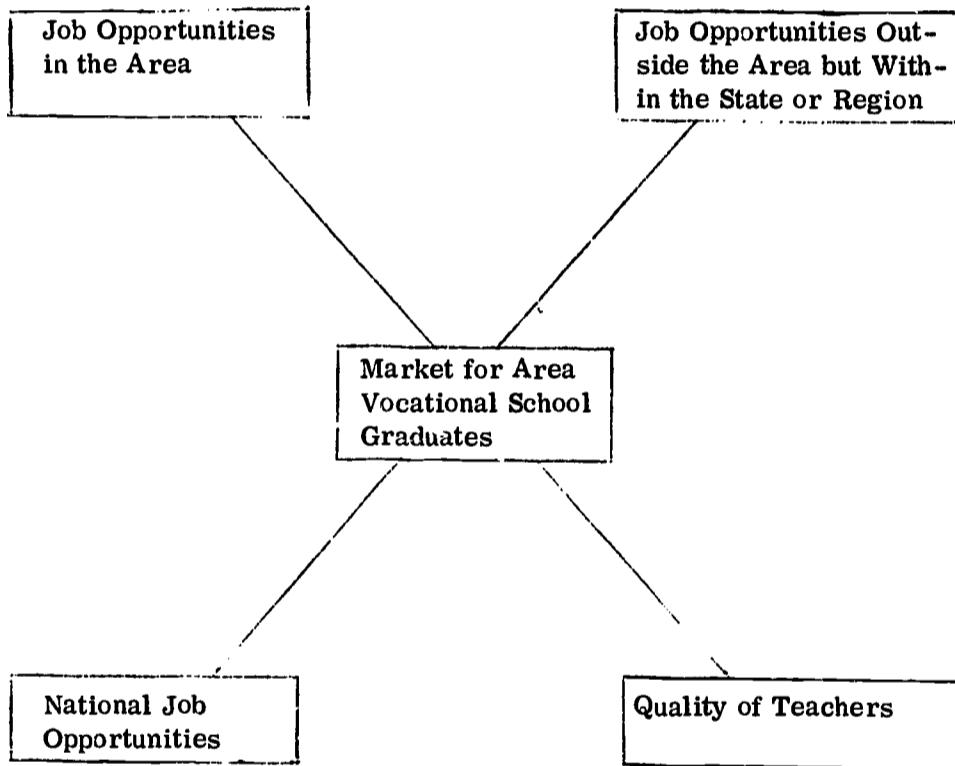 Job Opportunities
in the Area
Job Opportunities Out-
side the Area but With-
in the State or Region
Market for Area
Vocational School
Graduates
National Job
Opportunities
Quality of Teachers